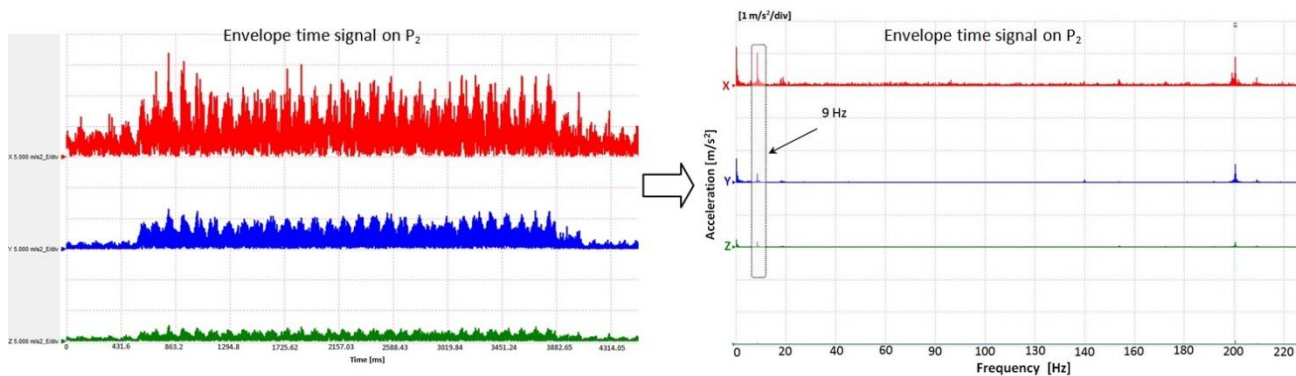 Envelope time signal on P₂
X 5.000 m/s2_E/div
Y 5.000 m/s2_E/div
Z 5.000 m/s2_E/div
0 431.6 863.2 1294.8 1725.62 2157.03 2588.43 3019.84 3451.24 3882.65 4314.05
Time [ms]
[1 m/s²/div]
Envelope time signal on P₂
X
9 Hz
Y
Z
Acceleration [m/s²]
0 20 40 60 80 100 120 140 160 180 200 220
Frequency [Hz]